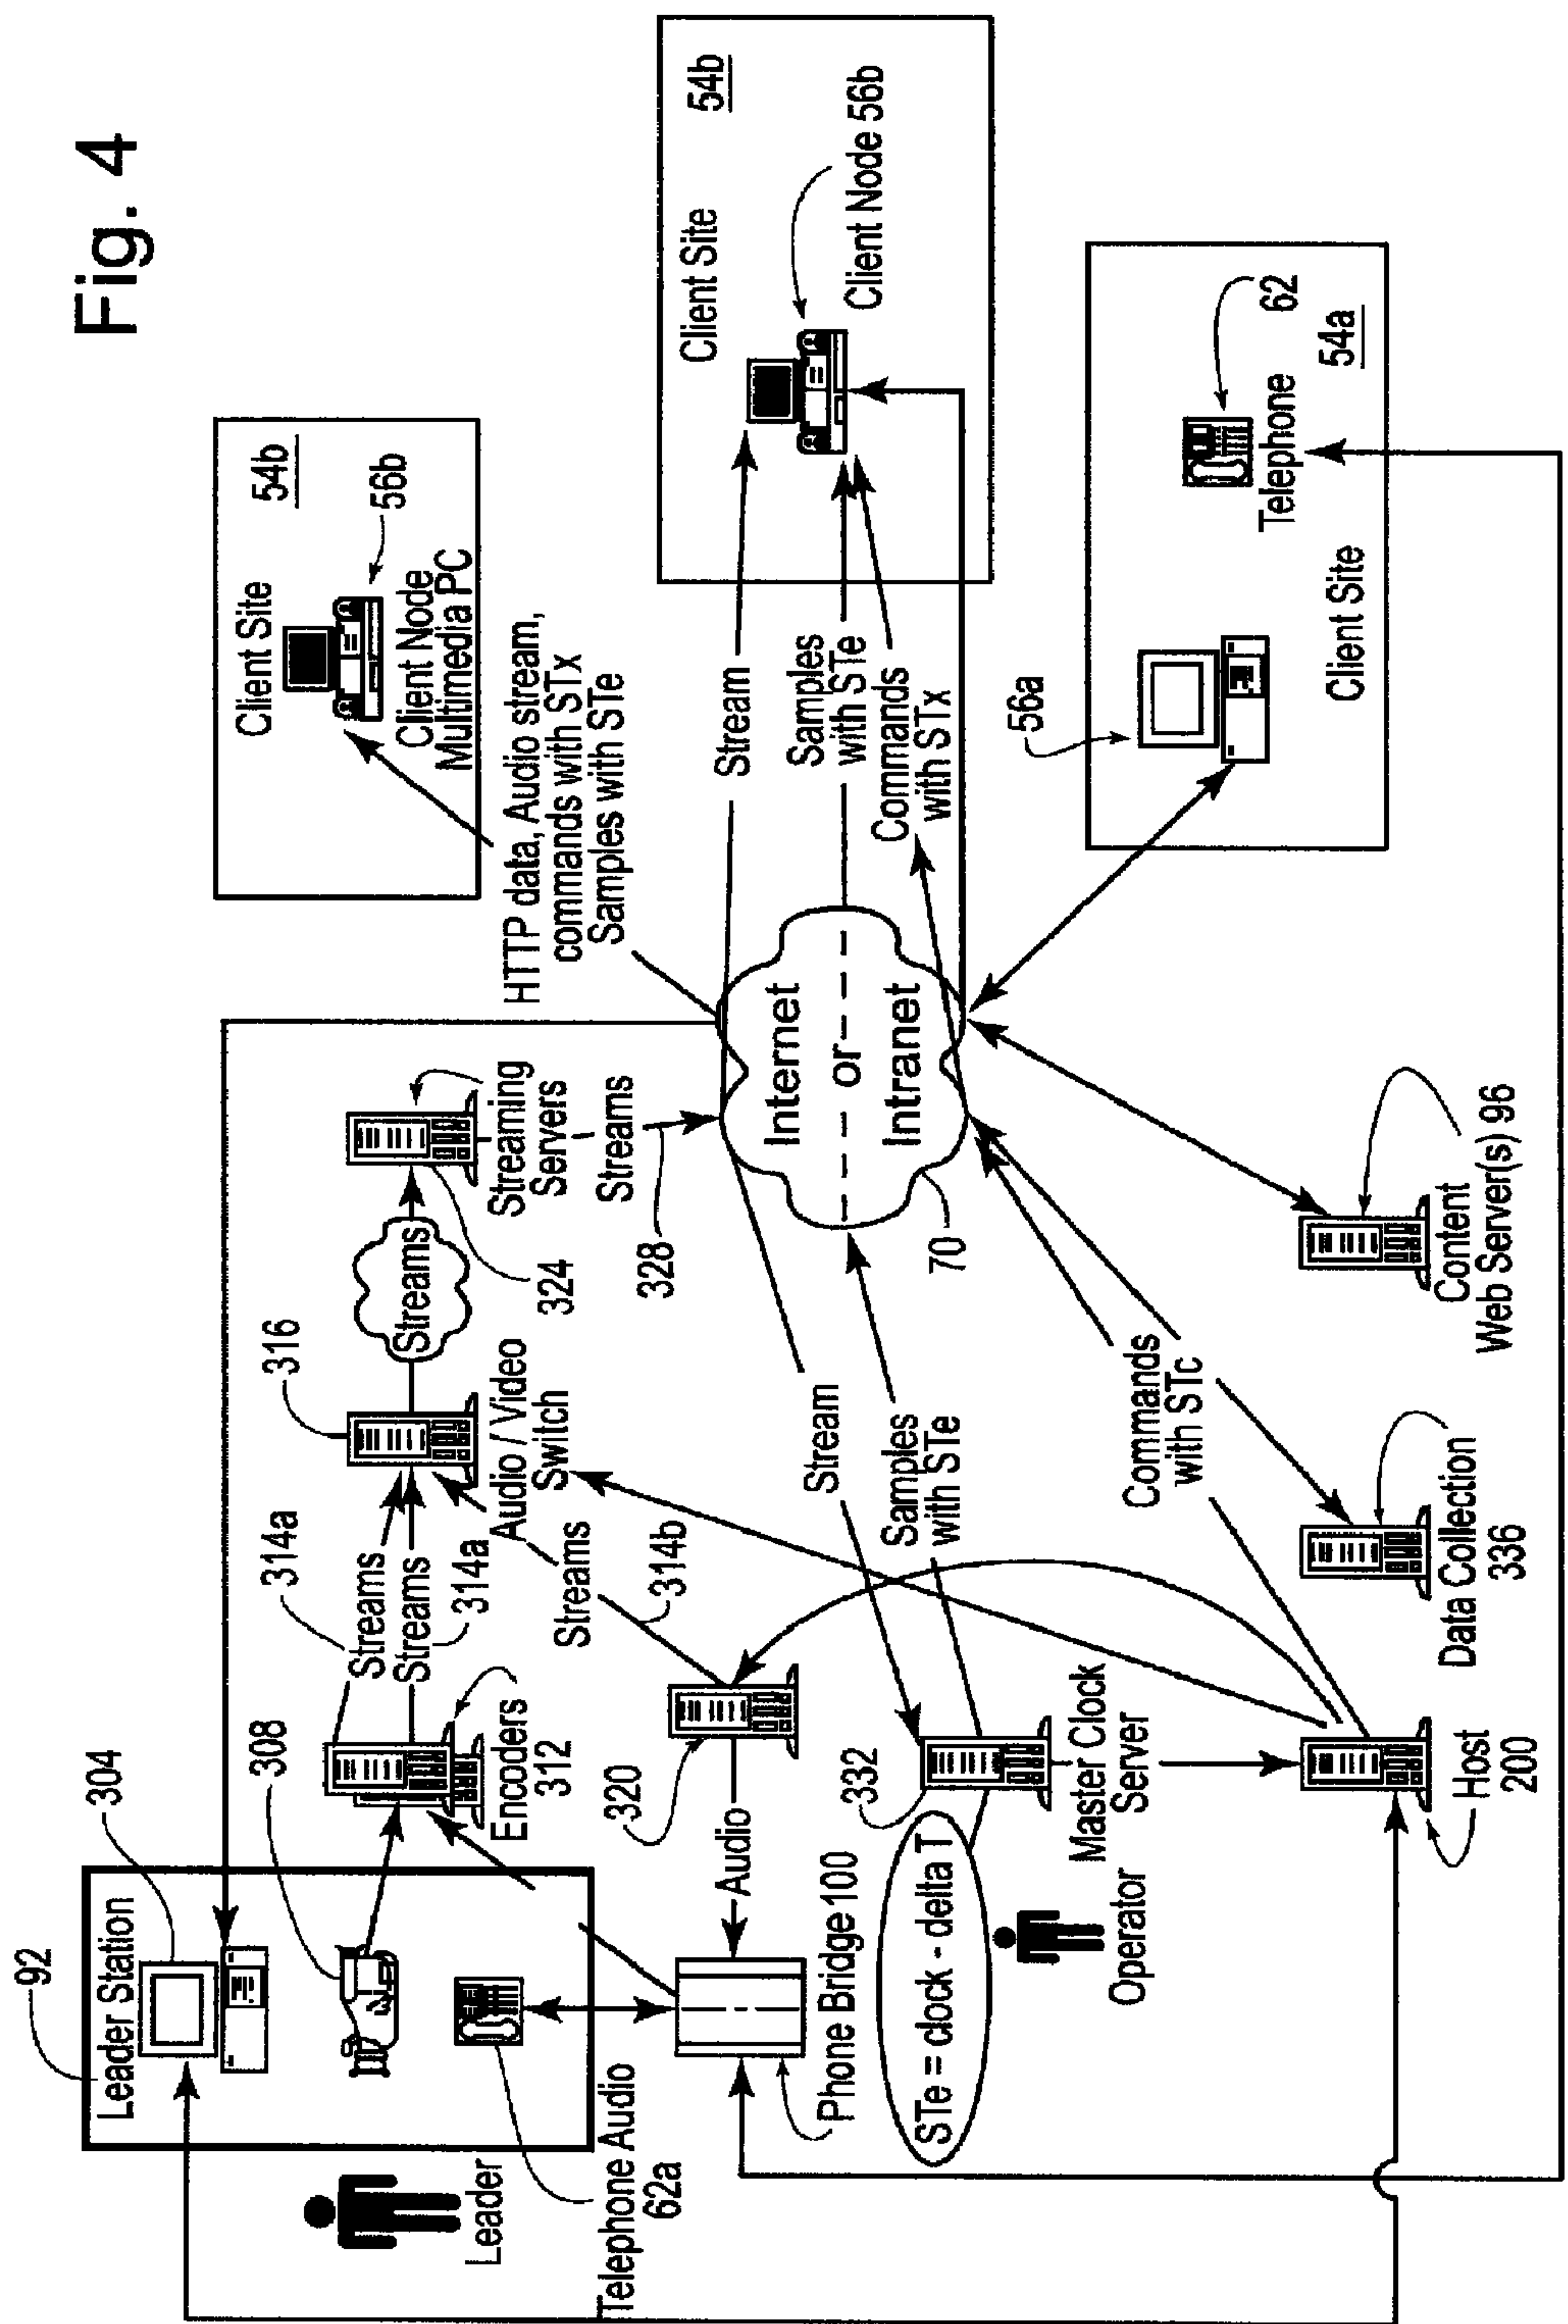 Fig. 4
92
Leader Station
304
308
Leader
Telephone Audio
62a
Encoders
312
314a
Streams
Streams
314a
316
Audio / Video
Switch
Streams
314b
Streams
324
Streaming
Servers
Streams
328
320
Audio
Phone Bridge 100
STe = clock - delta T
Operator
332
Master Clock
Server
Host
200
Stream
Samples
with STe
Commands
with STc
Data Collection
336
Content
Web Server(s) 96
Internet
or
Intranet
70
HTTP data, Audio stream,
commands with STx
Samples with STe
Client Site
54b
56b
Client Node
Multimedia PC
Stream
Samples
with STe
Commands
with STx
Client Site
54b
Client Node 56b
56a
Telephone
62
Client Site
54a